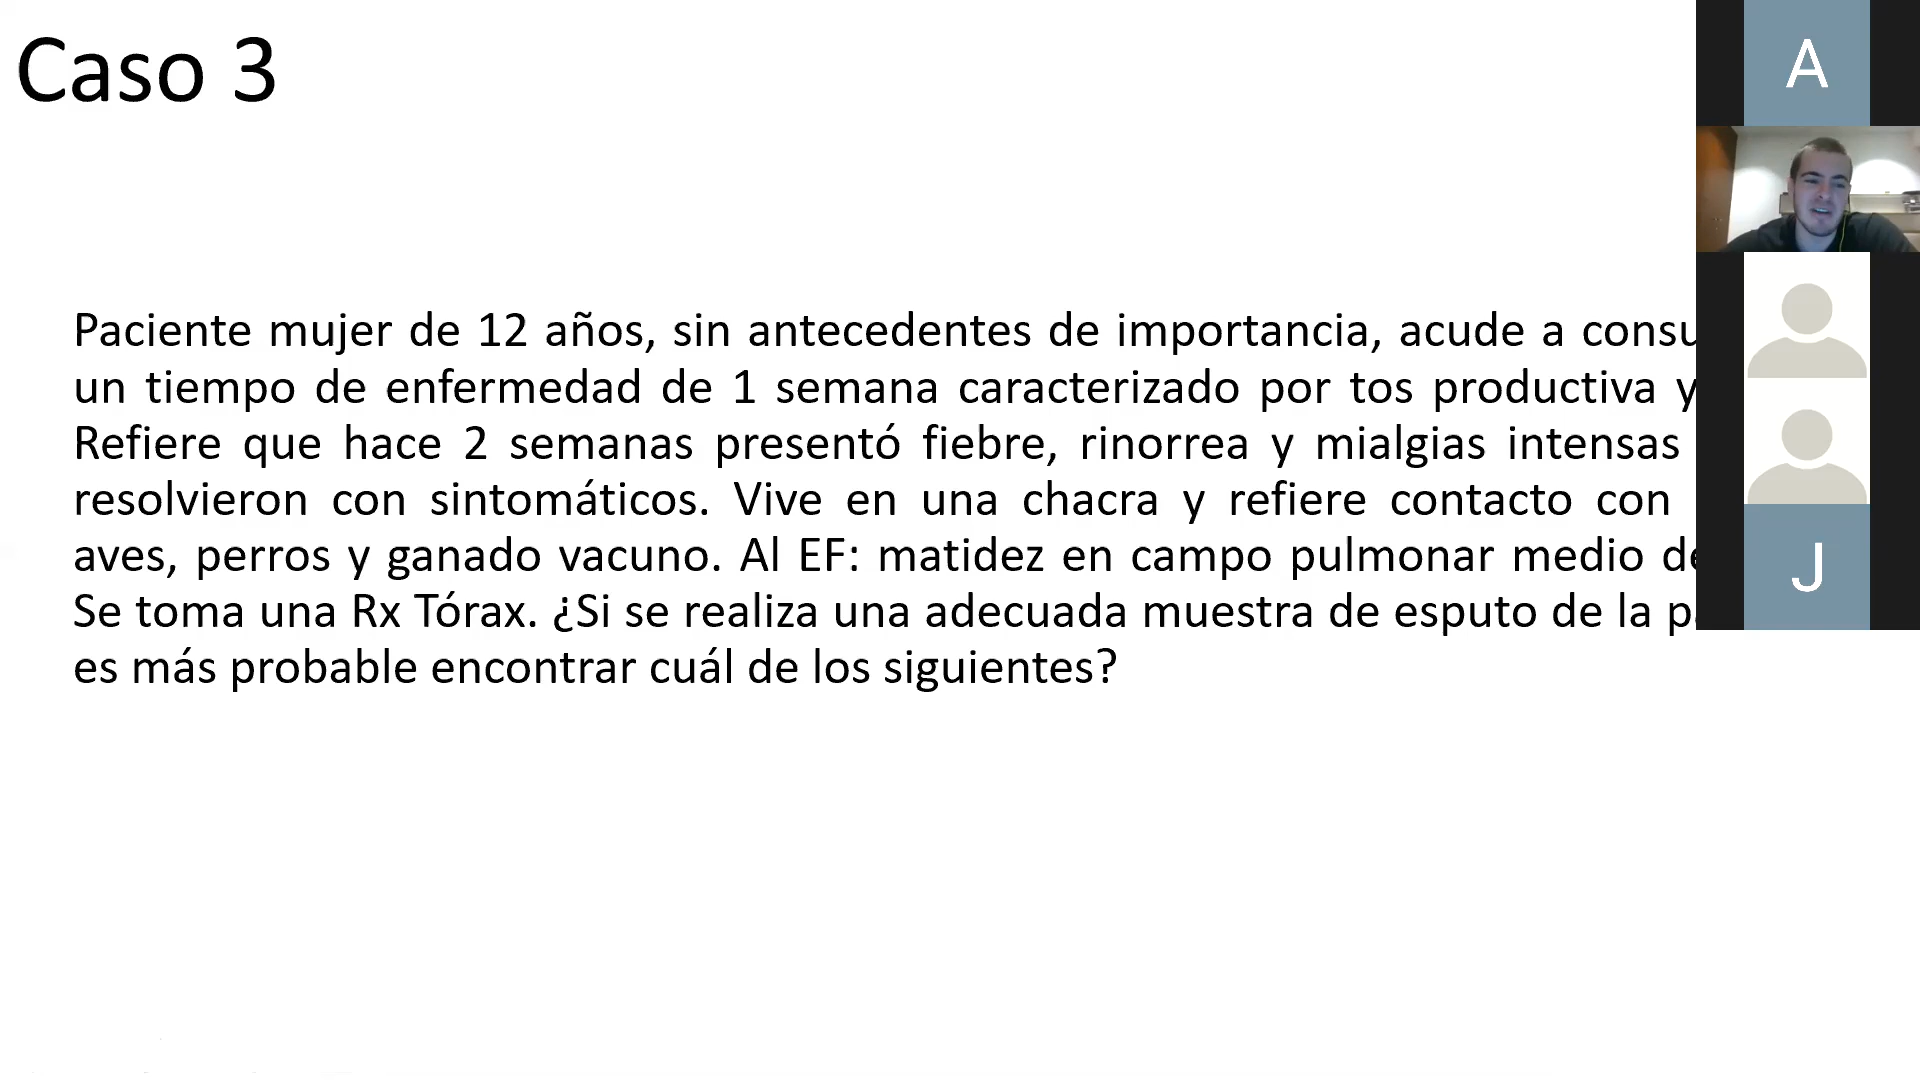 Caso 3
Paciente mujer de 12 años, sin antecedentes de importancia, acude a consu
un tiempo de enfermedad de 1 semana caracterizado por tos productiva y
Refiere que hace 2 semanas presentó fiebre, rinorrea y mialgias intensas
resolvieron con sintomáticos. Vive en una chacra y refiere contacto con
aves, perros y ganado vacuno. Al EF: matidez en campo pulmonar medio de
Se toma una Rx Tórax. ¿Si se realiza una adecuada muestra de esputo de la p
es más probable encontrar cuál de los siguientes?
A
J